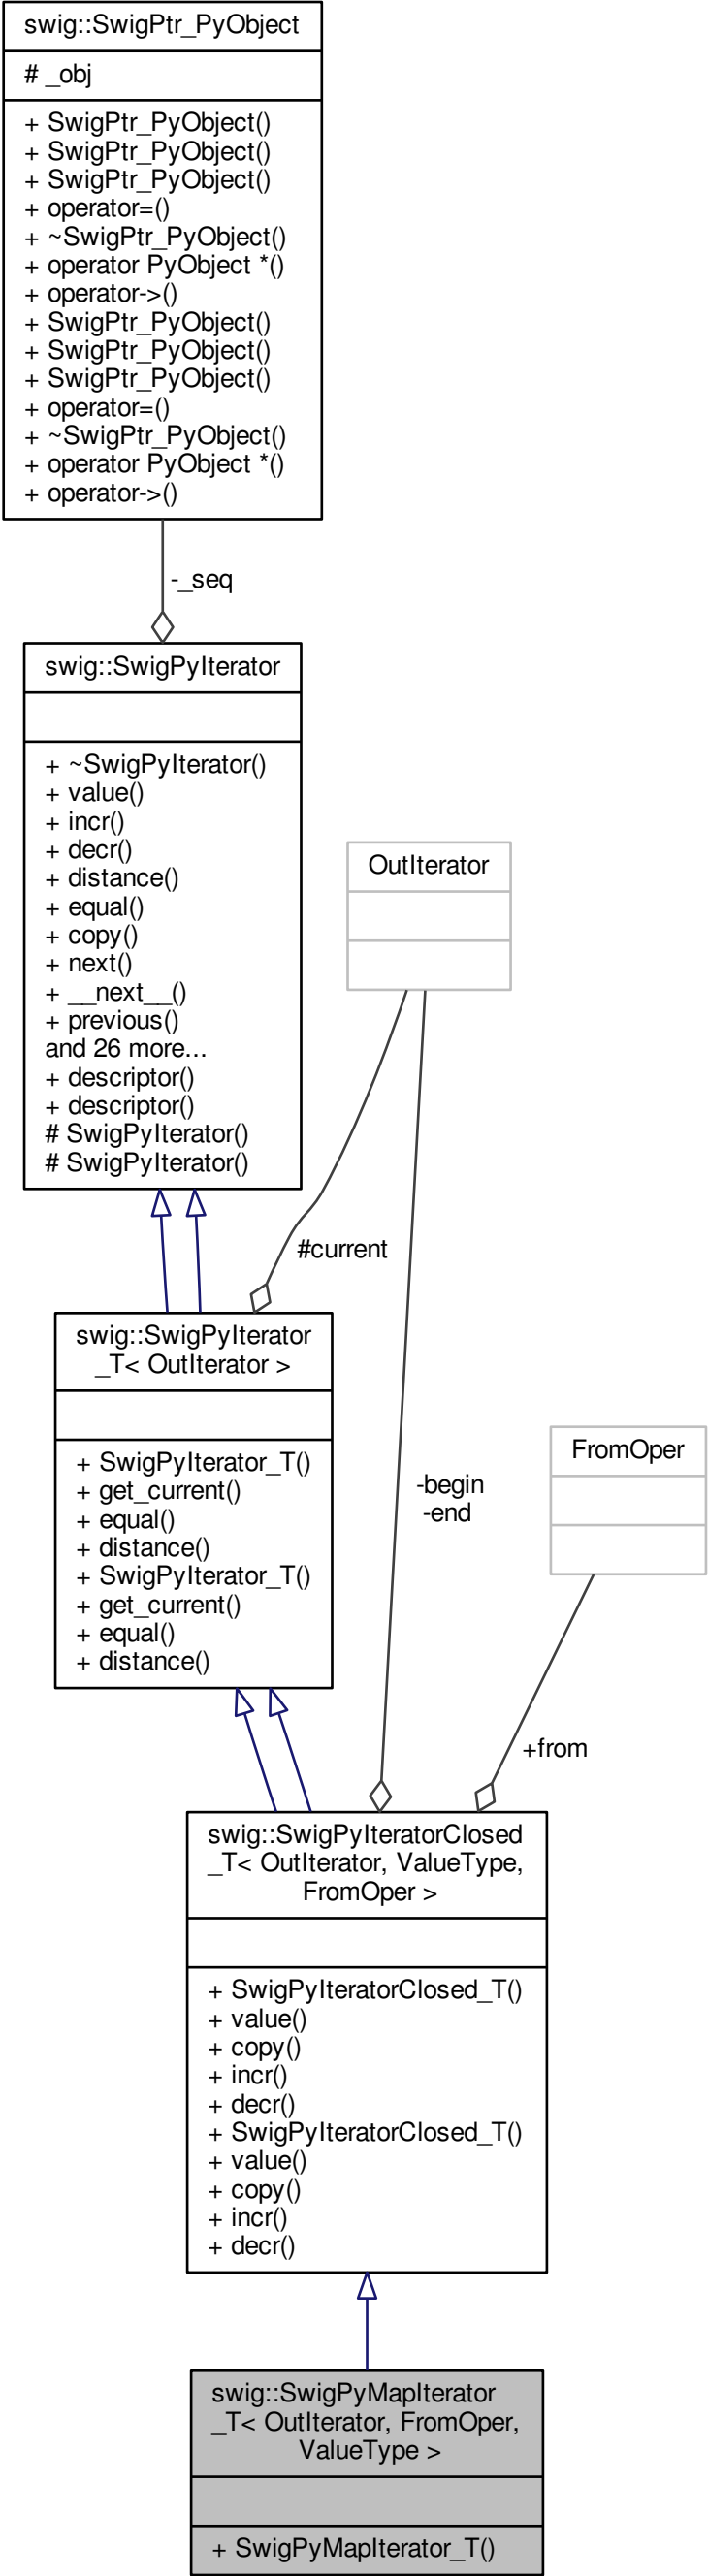 swig::SwigPtr_PyObject
# _obj
+ SwigPtr_PyObject()
+ SwigPtr_PyObject()
+ SwigPtr_PyObject()
+ operator=()
+ ~SwigPtr_PyObject()
+ operator PyObject *()
+ operator->()
+ SwigPtr_PyObject()
+ SwigPtr_PyObject()
+ SwigPtr_PyObject()
+ operator=()
+ ~SwigPtr_PyObject()
+ operator PyObject *()
+ operator->()
-_seq
swig::SwigPyIterator
+ ~SwigPyIterator()
+ value()
+ incr()
+ decr()
+ distance()
+ equal()
+ copy()
+ next()
+ __next__()
+ previous()
and 26 more...
+ descriptor()
+ descriptor()
# SwigPyIterator()
# SwigPyIterator()
OutIterator
#current
swig::SwigPyIterator
_T< OutIterator >
+ SwigPyIterator_T()
+ get_current()
+ equal()
+ distance()
+ SwigPyIterator_T()
+ get_current()
+ equal()
+ distance()
-begin
-end
FromOper
+from
swig::SwigPyIteratorClosed
_T< OutIterator, ValueType,
FromOper >
+ SwigPyIteratorClosed_T()
+ value()
+ copy()
+ incr()
+ decr()
+ SwigPyIteratorClosed_T()
+ value()
+ copy()
+ incr()
+ decr()
swig::SwigPyMapIterator
_T< OutIterator, FromOper,
ValueType >
+ SwigPyMapIterator_T()